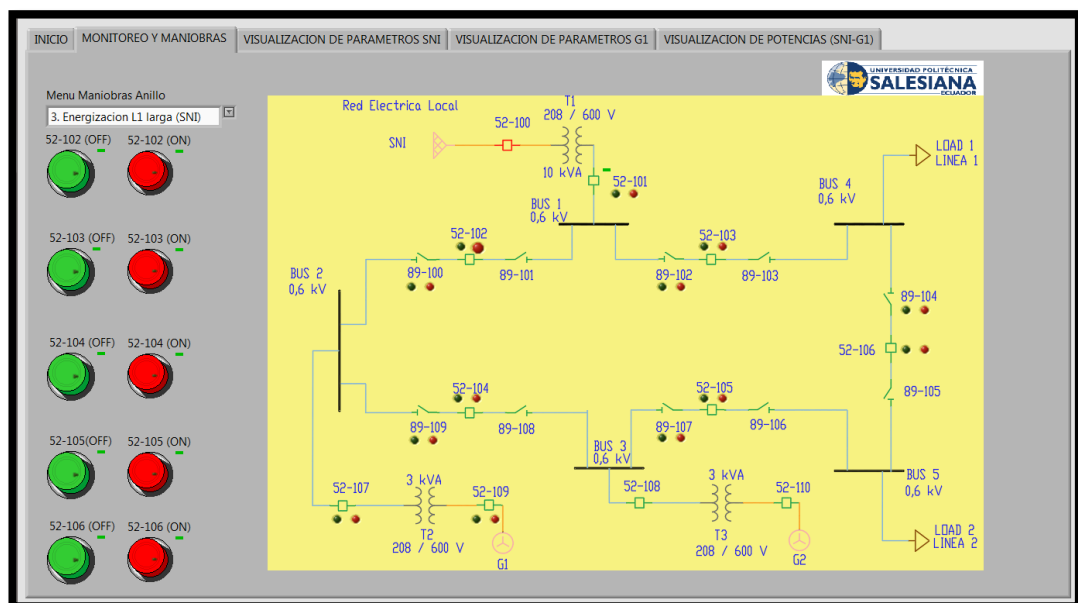 INICIO
MONITOREO Y MANIOBRAS
VISUALIZACION DE PARAMETROS SNI
VISUALIZACION DE PARAMETROS G1
VISUALIZACION DE POTENCIAS (SNI-G1)
UNIVERSIDAD POLITÉCNICA
SALESIANA
ECUADOR
Menu Maniobras Anillo
3. Energizacion L1 larga (SNI)
52-102 (OFF)
52-102 (ON)
52-103 (OFF)
52-103 (ON)
52-104 (OFF)
52-104 (ON)
52-105(OFF)
52-105 (ON)
52-106 (OFF)
52-106 (ON)
Red Electrica Local
T1
208 / 600 V
52-100
SNI
10 kVA
52-101
LOAD 1
LINEA 1
BUS 1
0,6 kV
BUS 4
0,6 kV
52-102
52-103
89-100
89-101
89-102
89-103
BUS 2
0,6 kV
89-104
52-106
89-105
52-104
52-105
89-109
89-108
89-107
89-106
BUS 3
0,6 kV
BUS 5
0,6 kV
52-107
3 kVA
52-109
52-108
3 kVA
52-110
T2
208 / 600 V
G1
T3
208 / 600 V
G2
LOAD 2
LINEA 2